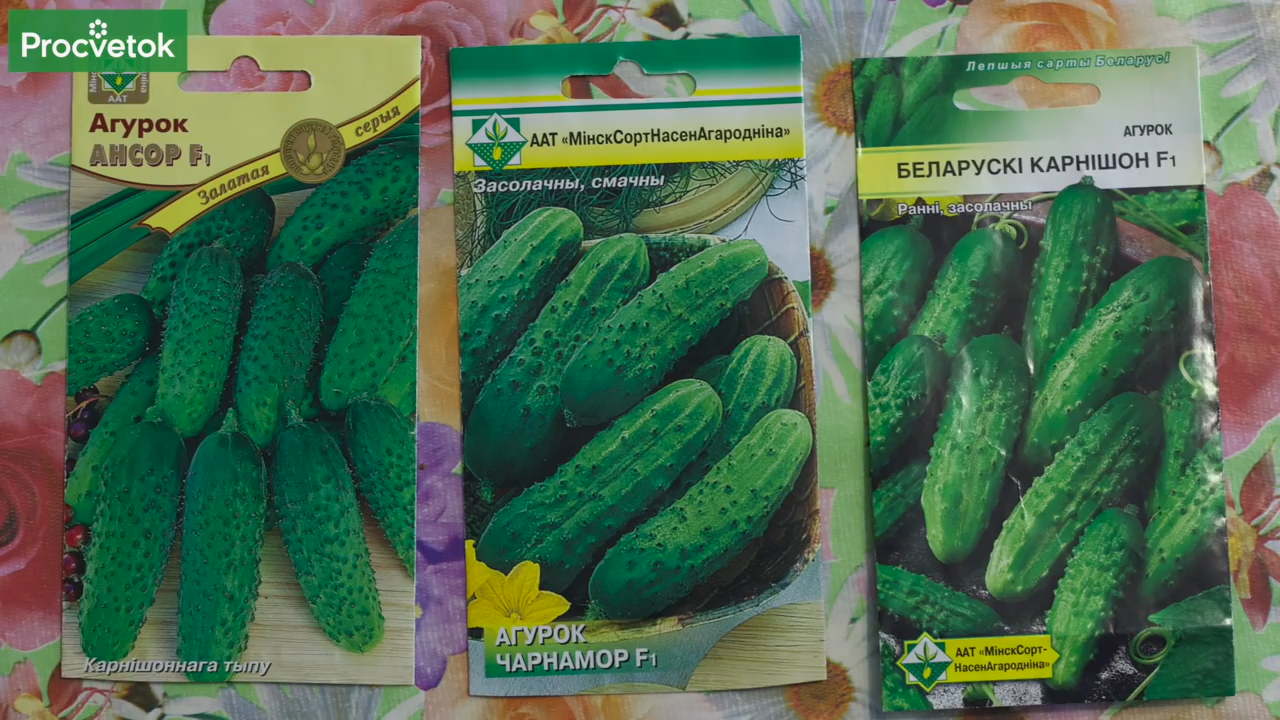 Procvetok
ААТ
Агурок
АНСОР F1
Залатая серыя
Карнішоннага тыпу
ААТ «МінскСортНасенАгародніна»
Засолачны, смачны
АГУРОК
ЧАРНАМОР F1
Лепшыя сарты Беларусі
АГУРОК
БЕЛАРУСКІ КАРНІШОН F1
Ранні, засолачны
ААТ «МінскСорт-
НасенАгародніна»